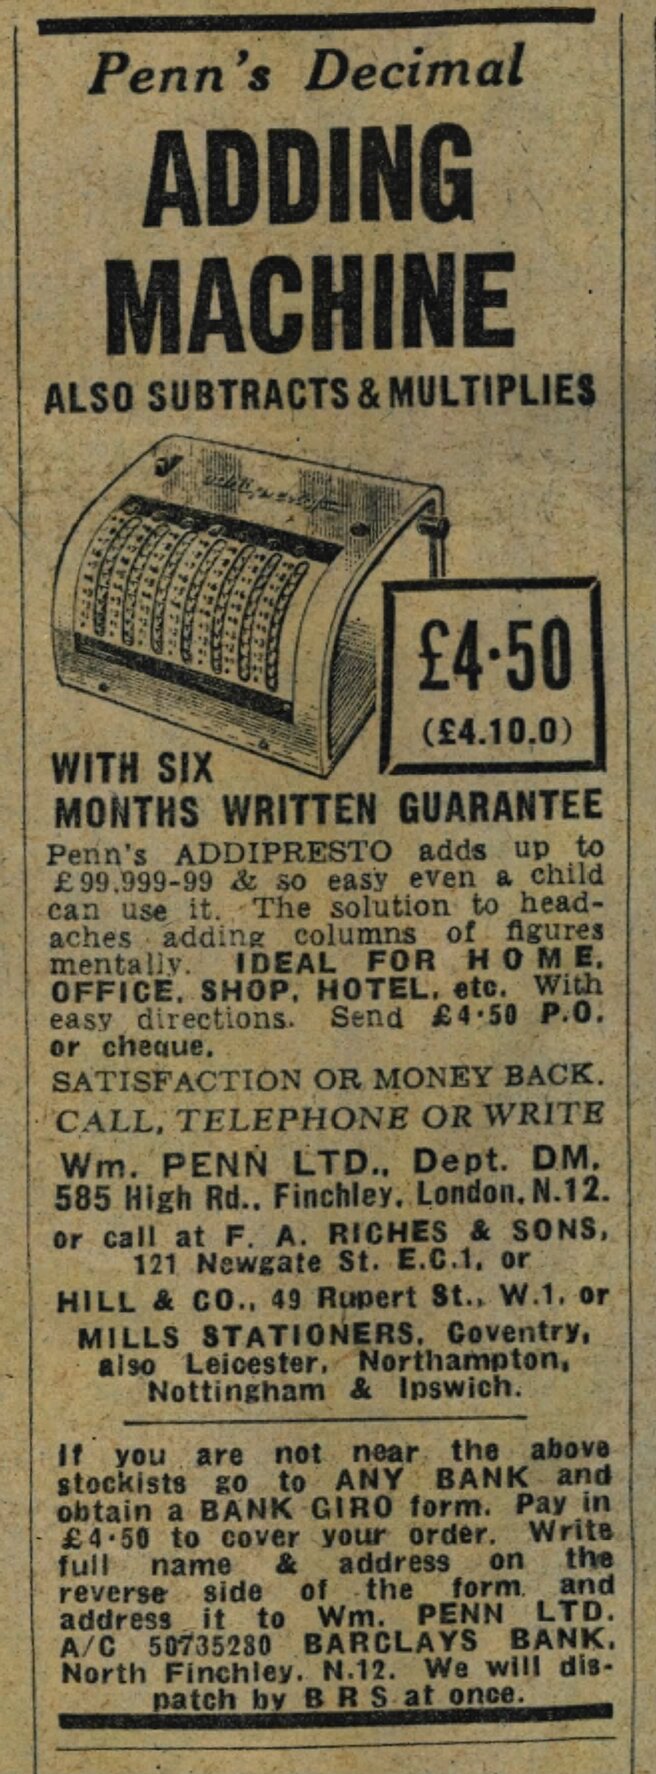 Penn's Decimal
ADDING
MACHINE
ALSO SUBTRACTS & MULTIPLIES
£4·50
(£4.10.0)
WITH SIX
MONTHS WRITTEN GUARANTEE
Penn's ADDIPRESTO adds up to
£99,999-99 & so easy even a child
can use it. The solution to head-
aches adding columns of figures
mentally. IDEAL FOR HOME,
OFFICE, SHOP, HOTEL, etc. With
easy directions. Send £4·50 P.O.
or cheque.
SATISFACTION OR MONEY BACK.
CALL, TELEPHONE OR WRITE
Wm. PENN LTD., Dept. DM,
585 High Rd., Finchley, London, N.12.
or call at F. A. RICHES & SONS,
121 Newgate St. E.C.1, or
HILL & CO., 49 Rupert St., W.1, or
MILLS STATIONERS, Coventry,
also Leicester, Northampton,
Nottingham & Ipswich.
If you are not near the above
stockists go to ANY BANK and
obtain a BANK GIRO form. Pay in
£4·50 to cover your order. Write
full name & address on the
reverse side of the form and
address it to Wm. PENN LTD.
A/C 50735280 BARCLAYS BANK,
North Finchley, N.12. We will dis-
patch by B R S at once.